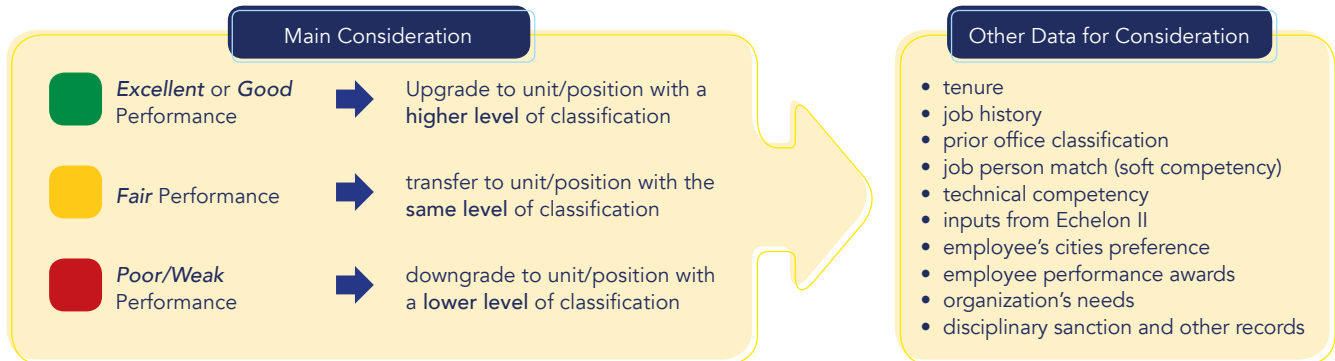 Main Consideration
Excellent or Good
Performance
Upgrade to unit/position with a
higher level of classification
Fair Performance
transfer to unit/position with the
same level of classification
Poor/Weak
Performance
downgrade to unit/position with
a lower level of classification
Other Data for Consideration
• tenure
• job history
• prior office classification
• job person match (soft competency)
• technical competency
• inputs from Echelon II
• employee's cities preference
• employee performance awards
• organization's needs
• disciplinary sanction and other records